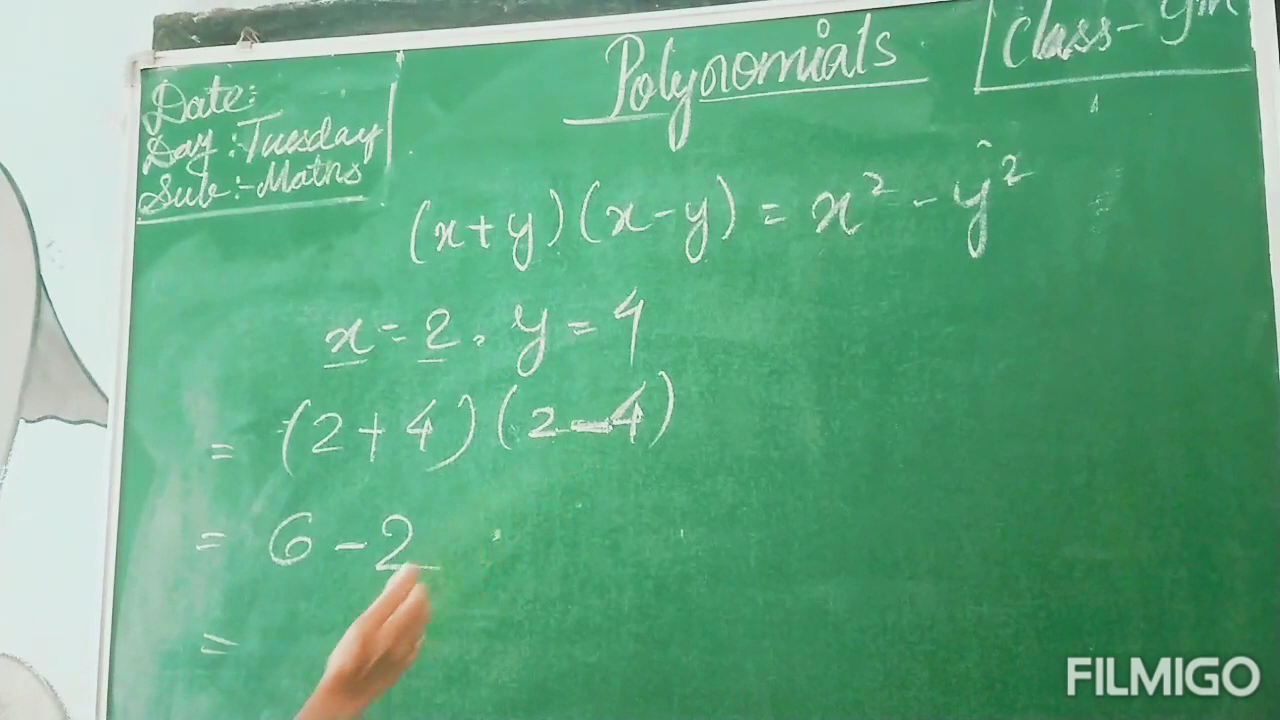 Polynomials
Class - 9th
Date:
Day : Tuesday
Sub :- Maths
(x+y)(x-y) = x² - y²
x = 2, y = 4
= (2+4)(2-4)
= 6 - 2
=
FILMIGO